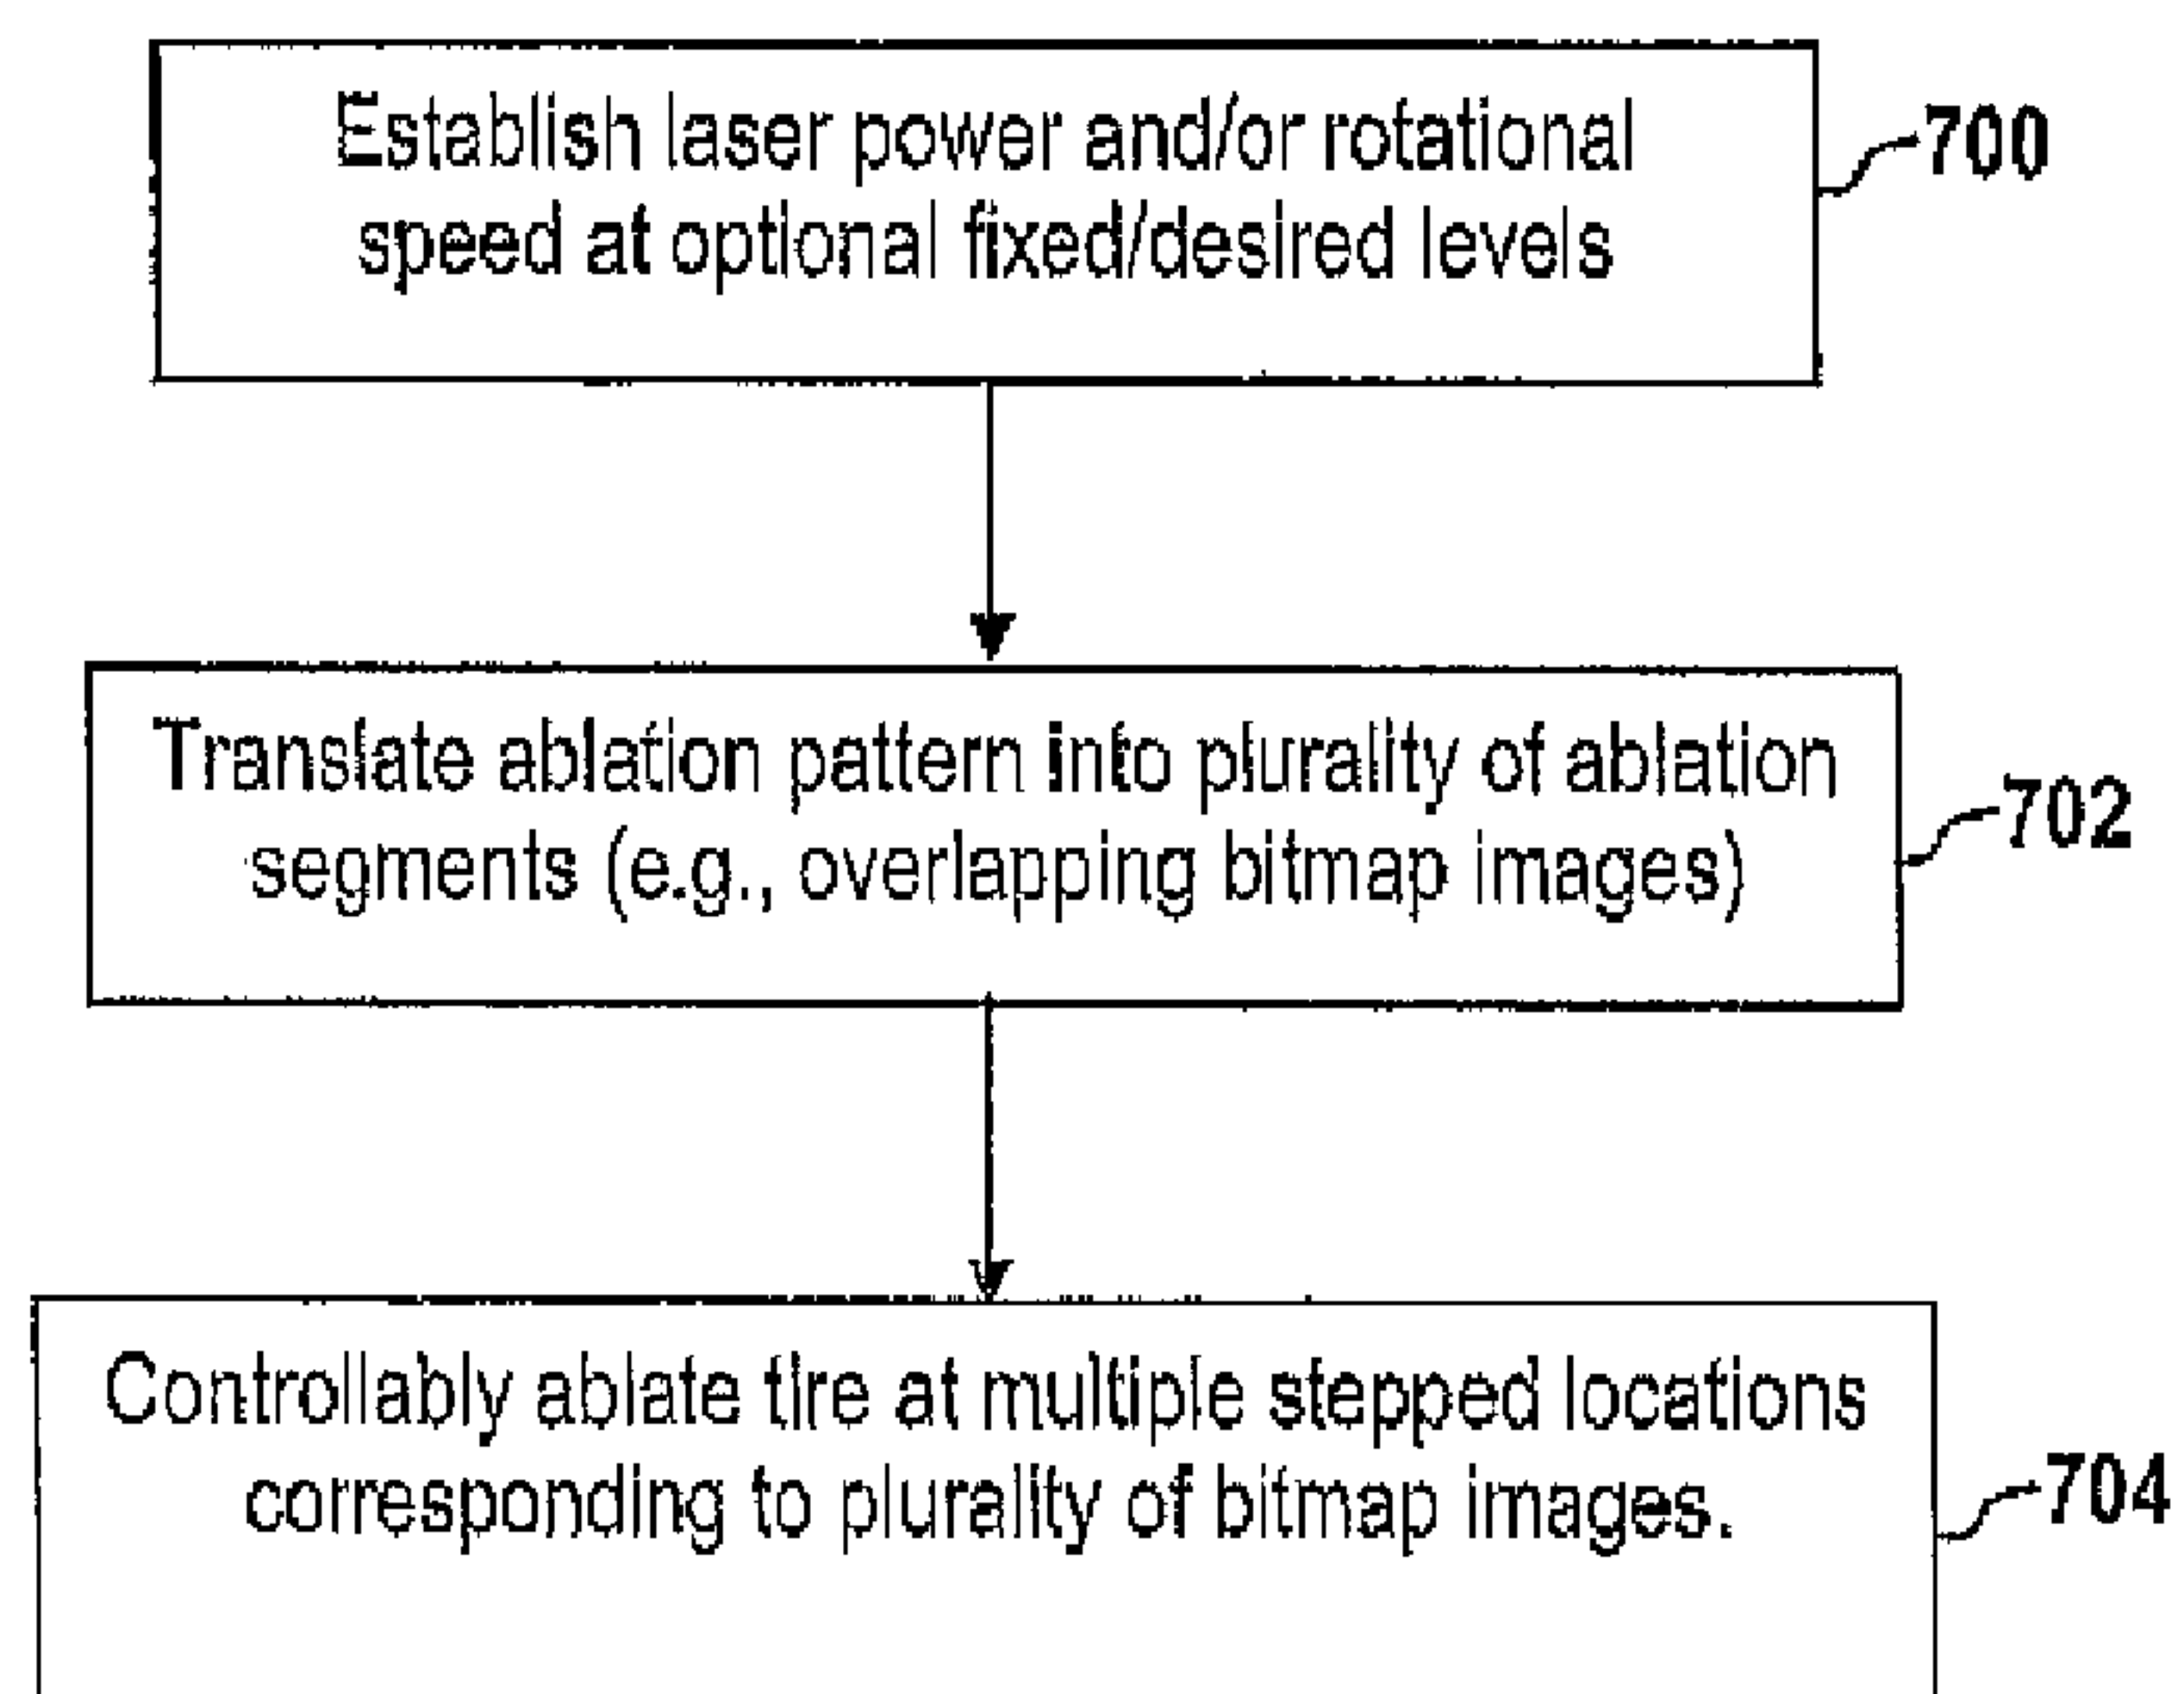 Establish laser power and/or rotational
speed at optional fixed/desired levels
700
Translate ablation pattern into plurality of ablation
segments (e.g., overlapping bitmap images)
702
Controllably ablate tire at multiple stepped locations
corresponding to plurality of bitmap images.
704